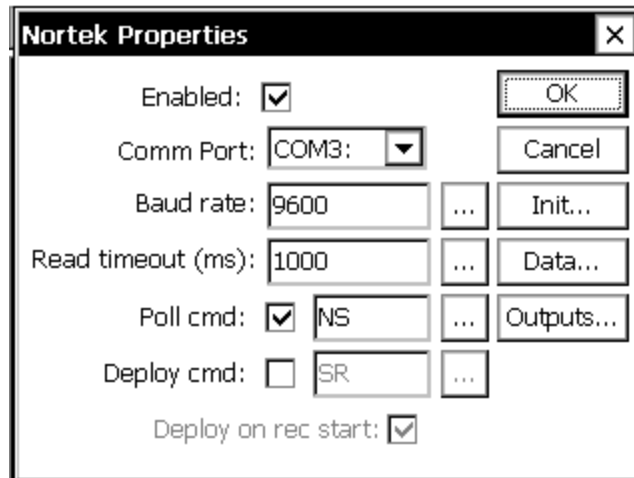 Nortek Properties
Enabled: OK
Comm Port: COM3: Cancel
Baud rate: 9600 ... Init...
Read timeout (ms): 1000 ... Data...
Poll cmd: NS ... Outputs...
Deploy cmd: SR ...
Deploy on rec start: